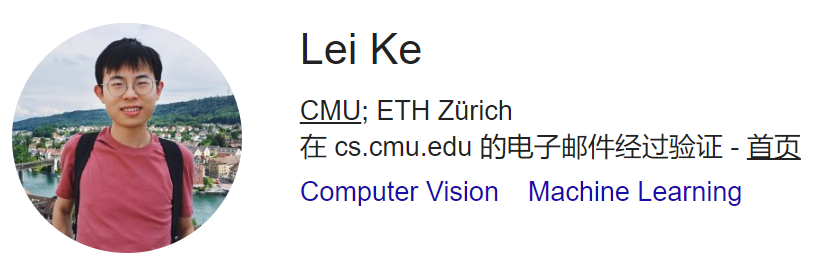 Lei Ke
CMU; ETH Zürich
在 cs.cmu.edu 的电子邮件经过验证 - 首页
Computer Vision Machine Learning